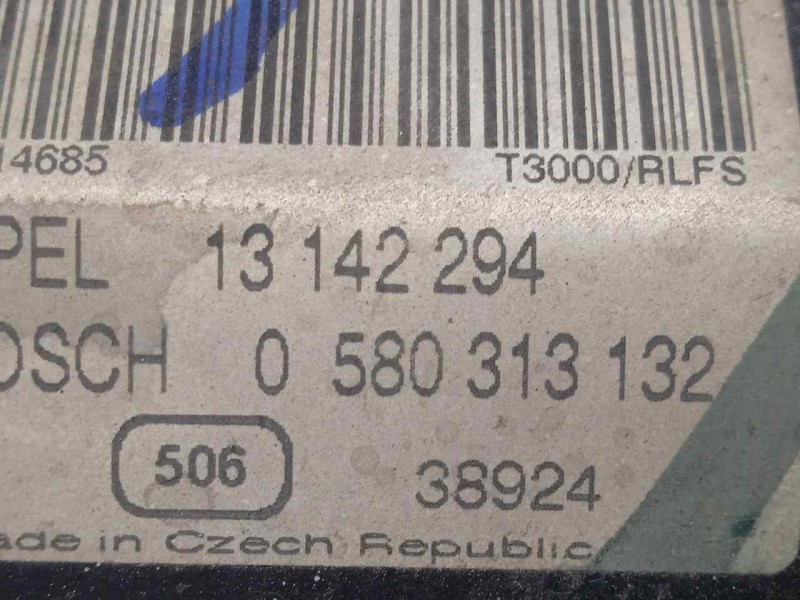 14685 T3000/RLFS
PEL 13 142 294
OSCH 0 580 313 132
506 38924
ade in Czech Republic